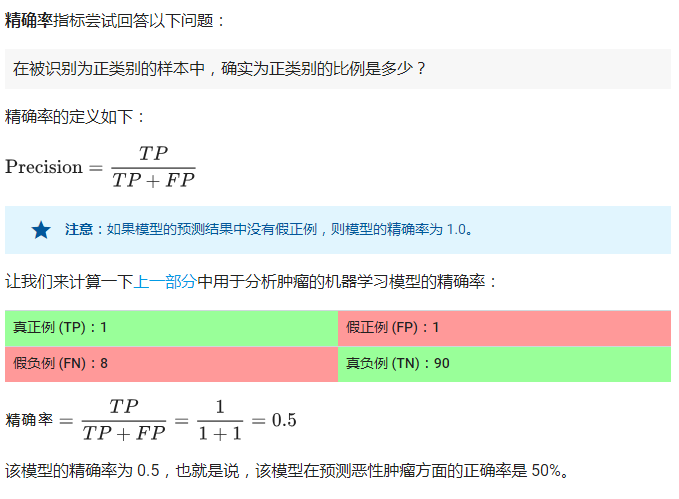 精确率指标尝试回答以下问题：
在被识别为正类别的样本中，确实为正类别的比例是多少？
精确率的定义如下：
Precision = TP / (TP + FP)
注意：如果模型的预测结果中没有假正例，则模型的精确率为 1.0。
让我们来计算一下上一部分中用于分析肿瘤的机器学习模型的精确率：
真正例 (TP)：1 假正例 (FP)：1
假负例 (FN)：8 真负例 (TN)：90
精确率 = TP / (TP + FP) = 1 / (1 + 1) = 0.5
该模型的精确率为 0.5，也就是说，该模型在预测恶性肿瘤方面的正确率是 50%。